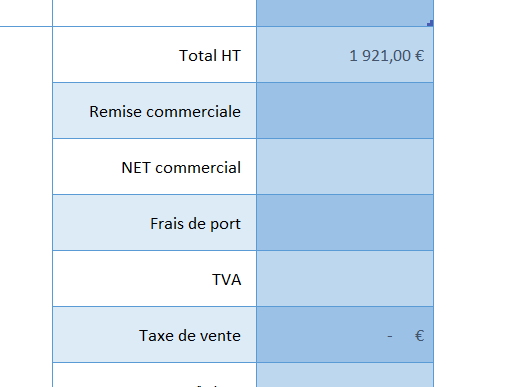 Total HT 1 921,00 €
Remise commerciale
NET commercial
Frais de port
TVA
Taxe de vente - €